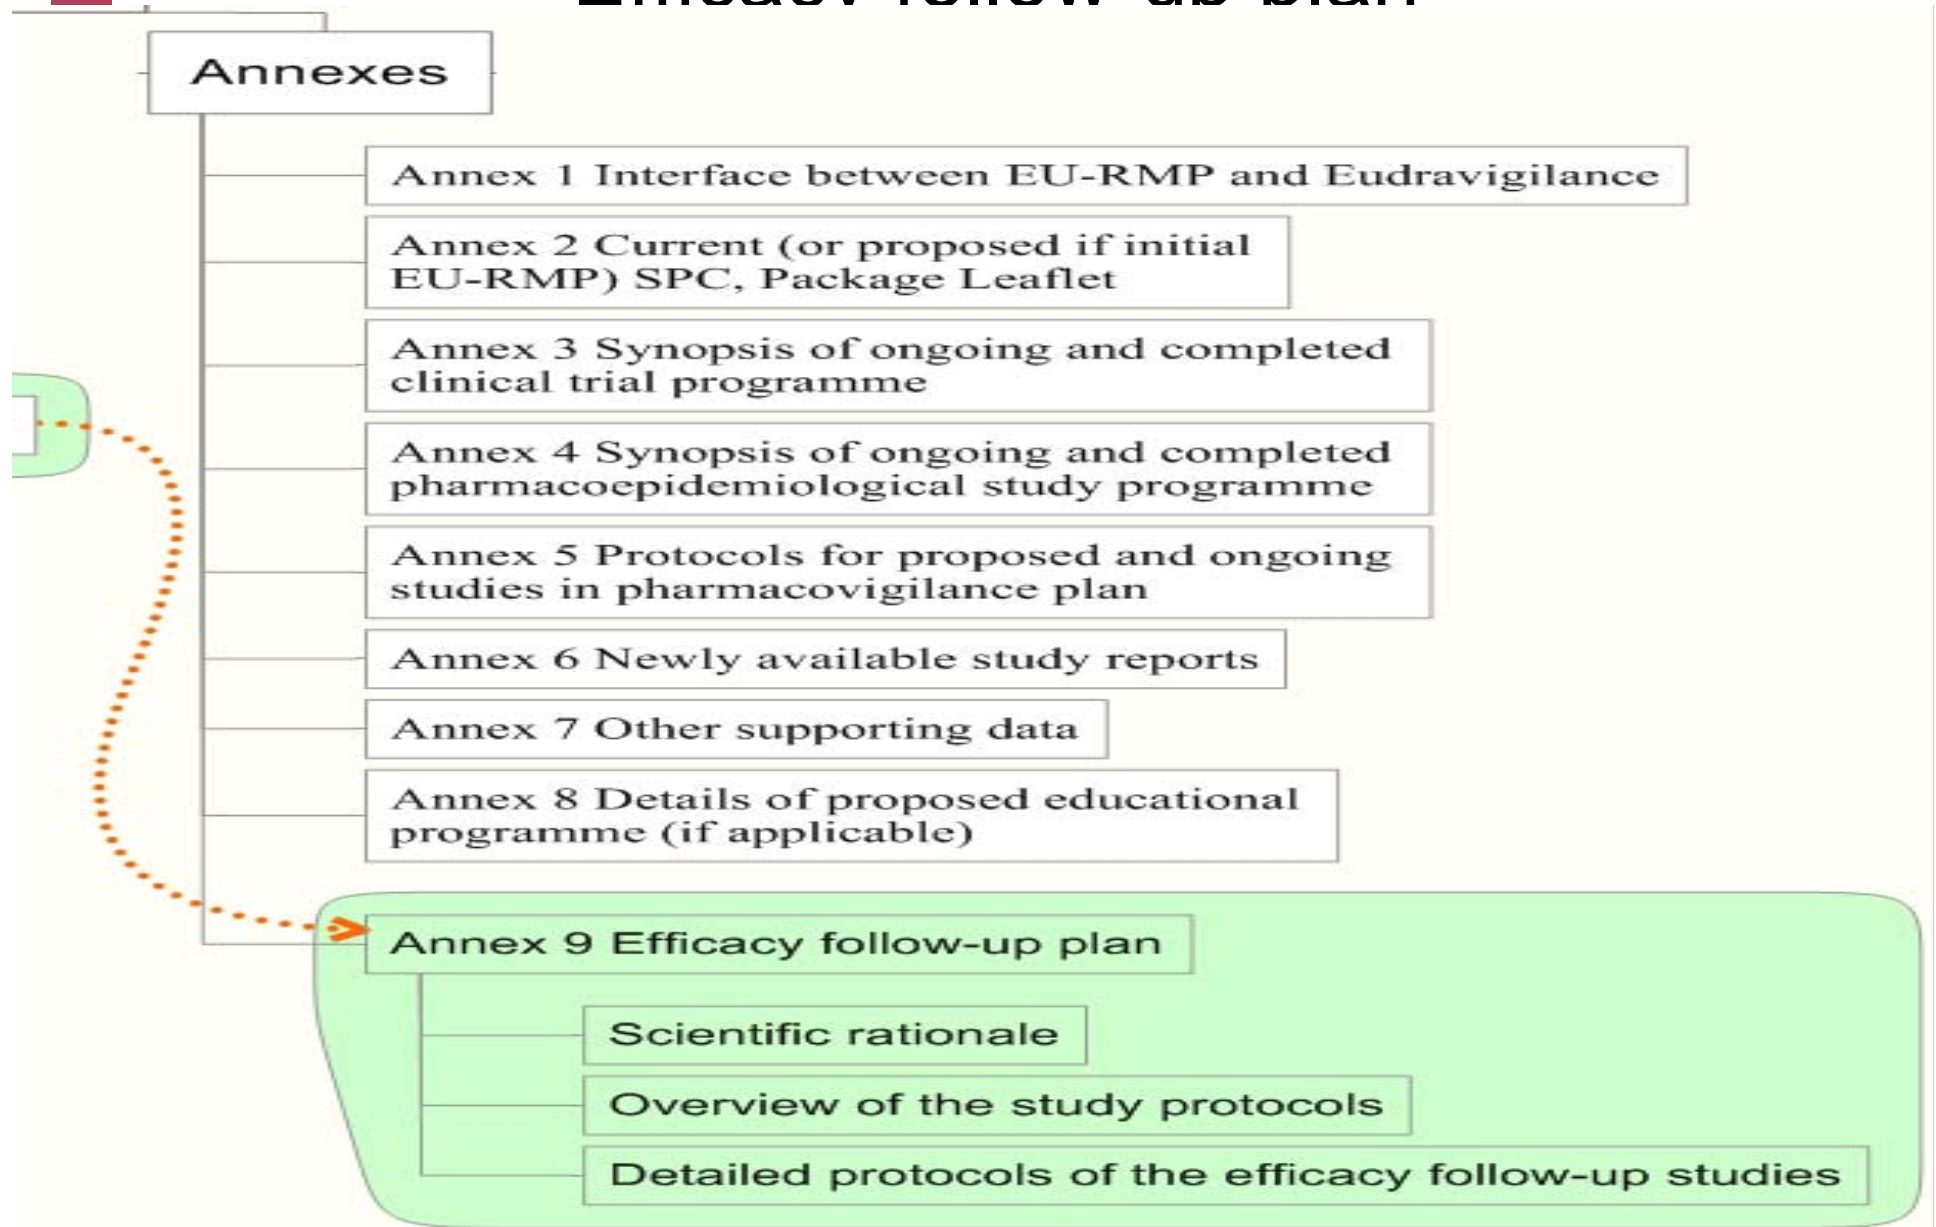 Efficacy follow-up plan
Annexes
Annex 1 Interface between EU-RMP and Eudravigilance
Annex 2 Current (or proposed if initial
EU-RMP) SPC, Package Leaflet
Annex 3 Synopsis of ongoing and completed
clinical trial programme
Annex 4 Synopsis of ongoing and completed
pharmacoepidemiological study programme
Annex 5 Protocols for proposed and ongoing
studies in pharmacovigilance plan
Annex 6 Newly available study reports
Annex 7 Other supporting data
Annex 8 Details of proposed educational
programme (if applicable)
Annex 9 Efficacy follow-up plan
Scientific rationale
Overview of the study protocols
Detailed protocols of the efficacy follow-up studies